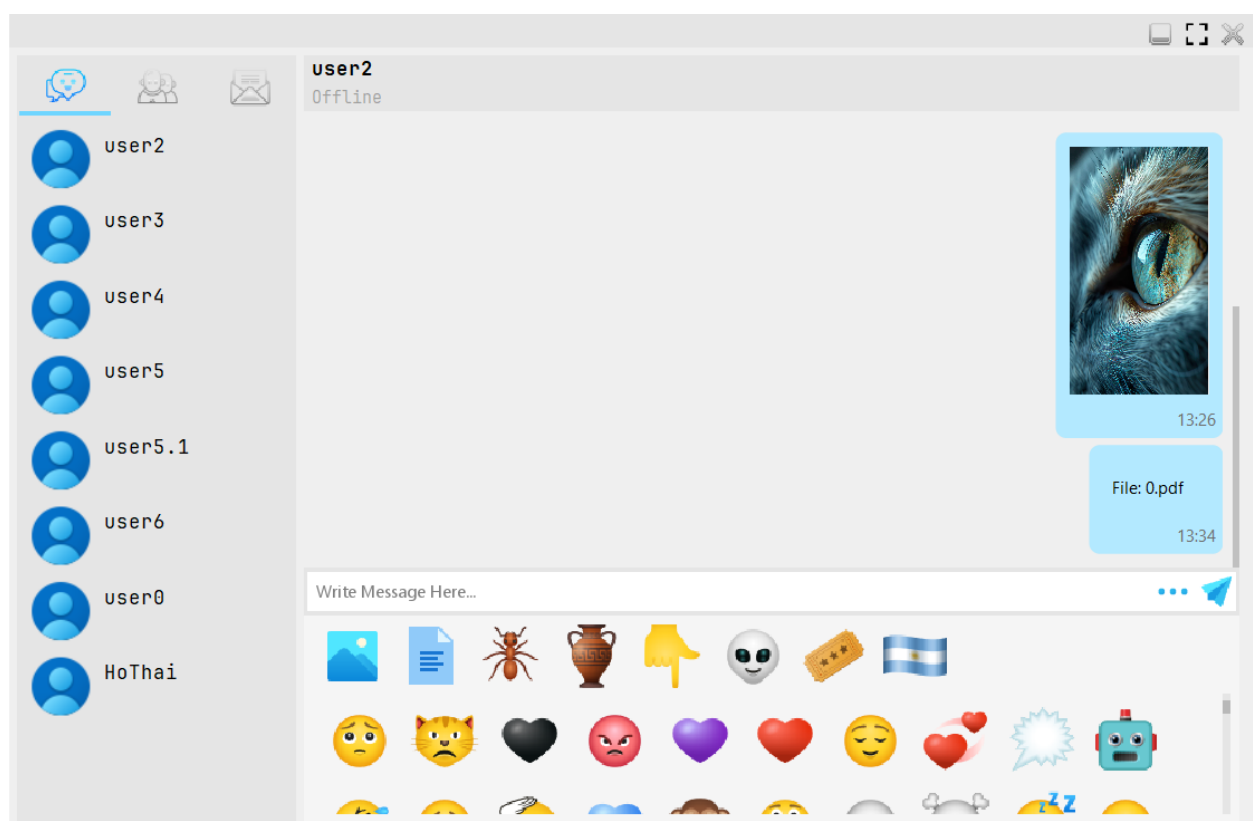 user2
Offline
user2
user3
user4
user5
user5.1
user6
user0
HoThai
13:26
File: 0.pdf
13:34
Write Message Here...